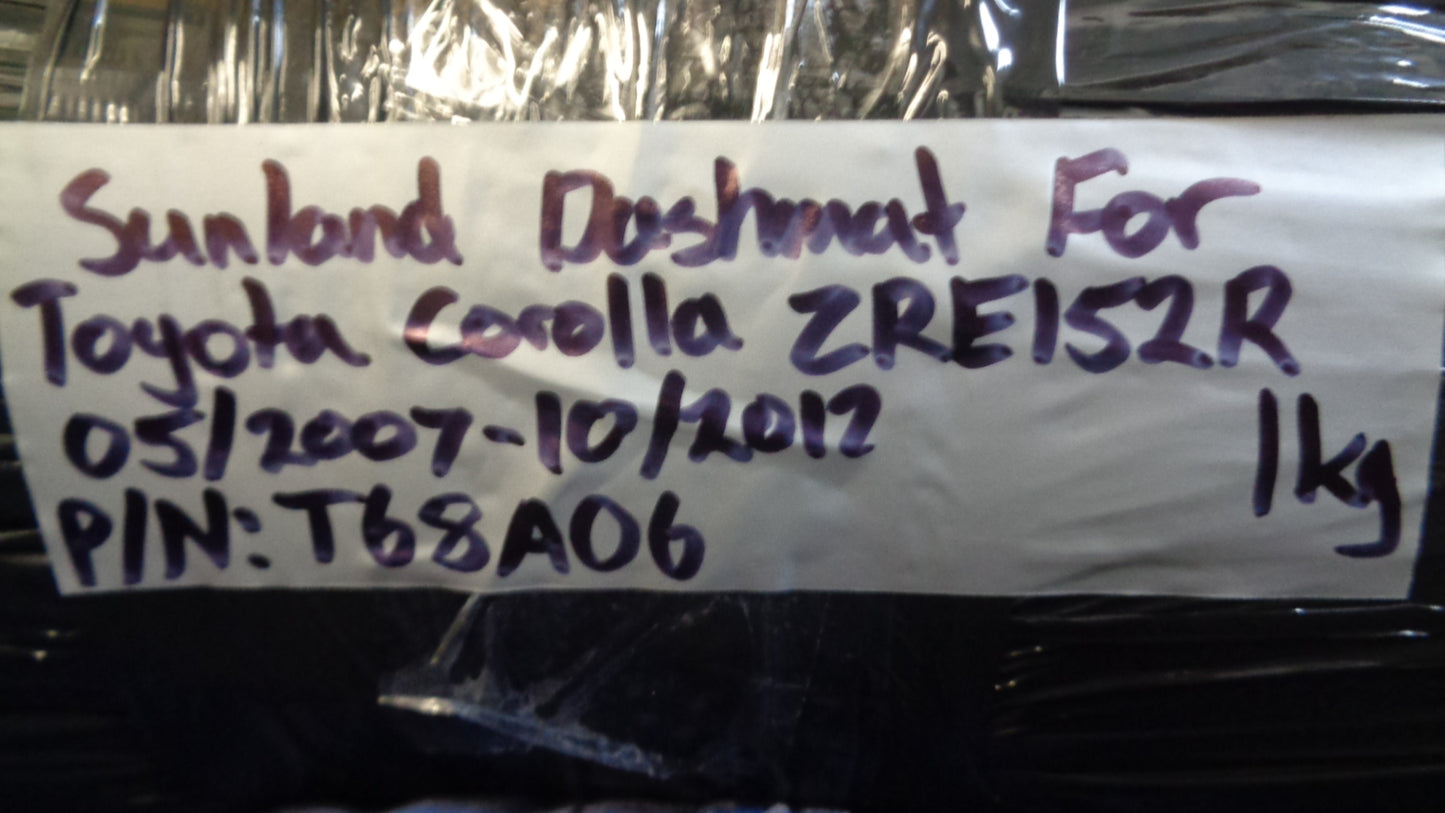 Sunland Dashmat For
Toyota Corolla ZRE152R
05/2007-10/2012
1kg
P/N: T68A06